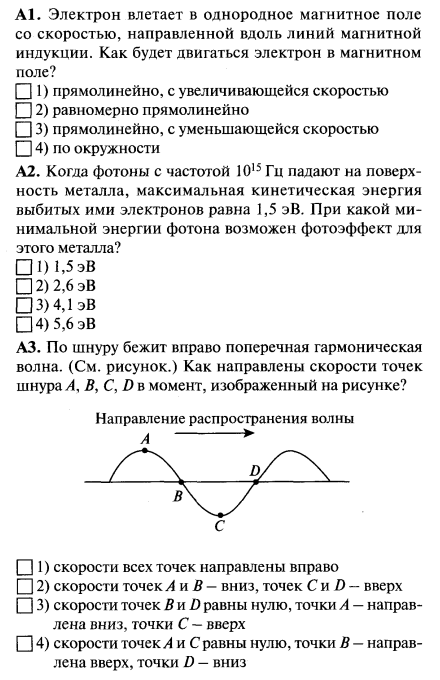 А1. Электрон влетает в однородное магнитное поле
со скоростью, направленной вдоль линий магнитной
индукции. Как будет двигаться электрон в магнитном
поле?
1) прямолинейно, с увеличивающейся скоростью
2) равномерно прямолинейно
3) прямолинейно, с уменьшающейся скоростью
4) по окружности
А2. Когда фотоны с частотой 10¹⁵ Гц падают на поверх-
ность металла, максимальная кинетическая энергия
выбитых ими электронов равна 1,5 эВ. При какой ми-
нимальной энергии фотона возможен фотоэффект для
этого металла?
1) 1,5 эВ
2) 2,6 эВ
3) 4,1 эВ
4) 5,6 эВ
А3. По шнуру бежит вправо поперечная гармоническая
волна. (См. рисунок.) Как направлены скорости точек
шнура A, B, C, D в момент, изображенный на рисунке?
Направление распространения волны
A
D
B
C
1) скорости всех точек направлены вправо
2) скорости точек A и B – вниз, точек C и D – вверх
3) скорости точек B и D равны нулю, точки A – направ-
лена вниз, точки C – вверх
4) скорости точек A и C равны нулю, точки B – направ-
лена вверх, точки D – вниз